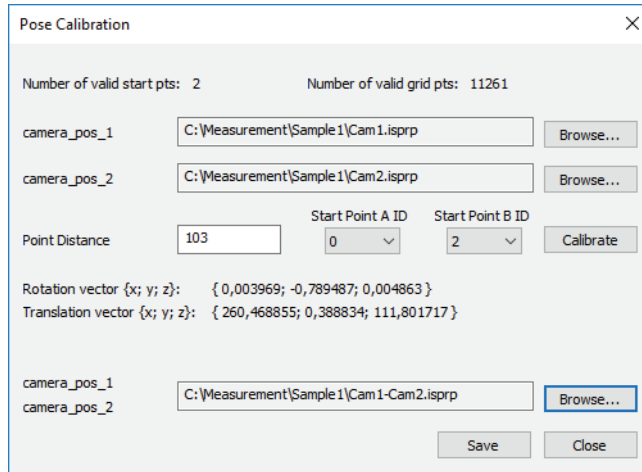 Pose Calibration
Number of valid start pts: 2 Number of valid grid pts: 11261
camera_pos_1 C:\Measurement\Sample1\Cam1.isprp Browse...
camera_pos_2 C:\Measurement\Sample1\Cam2.isprp Browse...
Start Point A ID Start Point B ID
Point Distance 103 0 2 Calibrate
Rotation vector {x; y; z}: { 0,003969; -0,789487; 0,004863 }
Translation vector {x; y; z}: { 260,468855; 0,388834; 111,801717 }
camera_pos_1
camera_pos_2 C:\Measurement\Sample1\Cam1-Cam2.isprp Browse...
Save Close